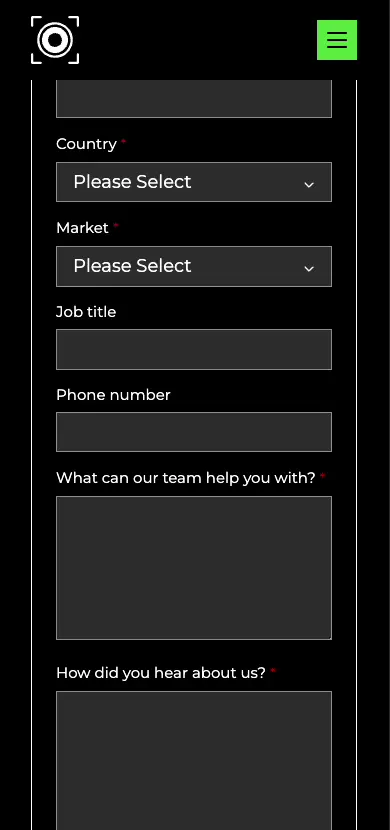 Country *
Please Select
Market *
Please Select
Job title
Phone number
What can our team help you with? *
How did you hear about us? *